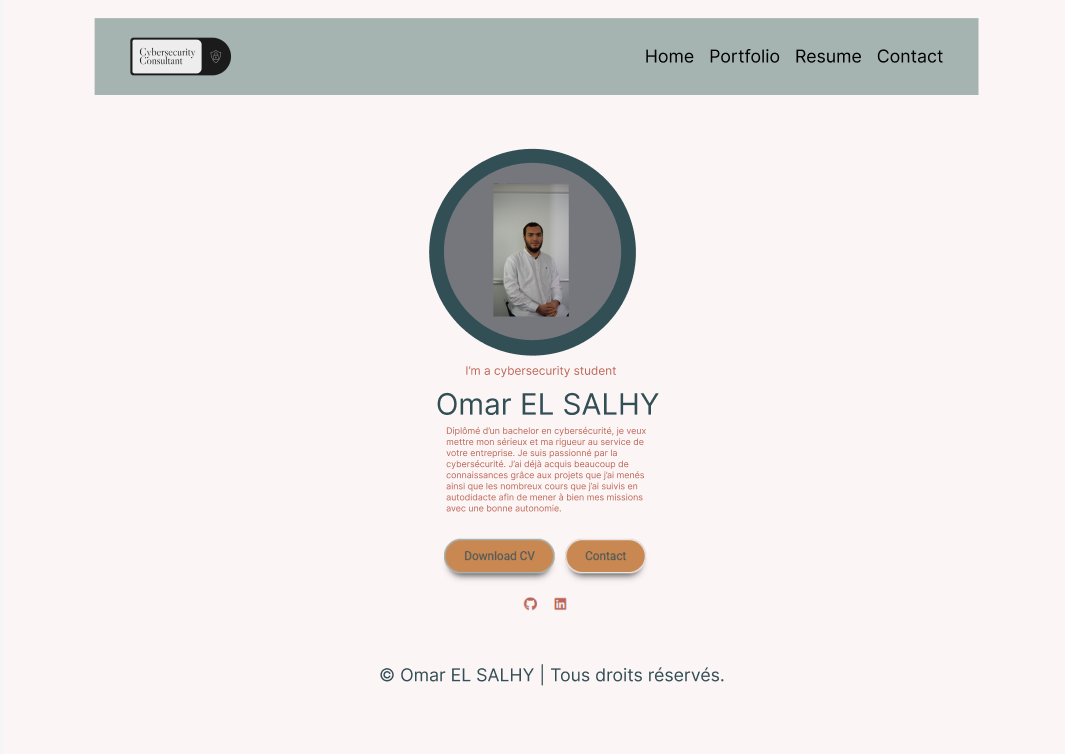 Cybersecurity
Consultant
Home Portfolio Resume Contact
I'm a cybersecurity student
Omar EL SALHY
Diplômé d'un bachelor en cybersécurité, je veux
mettre mon sérieux et ma rigueur au service de
votre entreprise. Je suis passionné par la
cybersécurité. J'ai déjà acquis beaucoup de
connaissances grâce aux projets que j'ai menés
ainsi que les nombreux cours que j'ai suivis en
autodidacte afin de mener à bien mes missions
avec une bonne autonomie.
Download CV Contact
in
© Omar EL SALHY | Tous droits réservés.